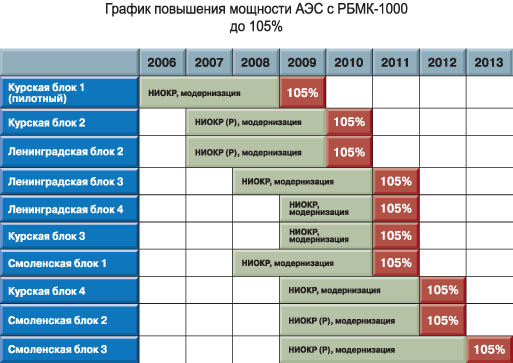 График повышения мощности АЭС с РБМК-1000
до 105%
2006 2007 2008 2009 2010 2011 2012 2013
Курская блок 1
(пилотный)
НИОКР, модернизация 105%
Курская блок 2 НИОКР (Р), модернизация 105%
Ленинградская блок 2 НИОКР (Р), модернизация 105%
Ленинградская блок 3 НИОКР, модернизация 105%
Ленинградская блок 4 НИОКР,
модернизация 105%
Курская блок 3 НИОКР,
модернизация 105%
Смоленская блок 1 НИОКР, модернизация 105%
Курская блок 4 НИОКР, модернизация 105%
Смоленская блок 2 НИОКР (Р), модернизация 105%
Смоленская блок 3 НИОКР (Р), модернизация 105%